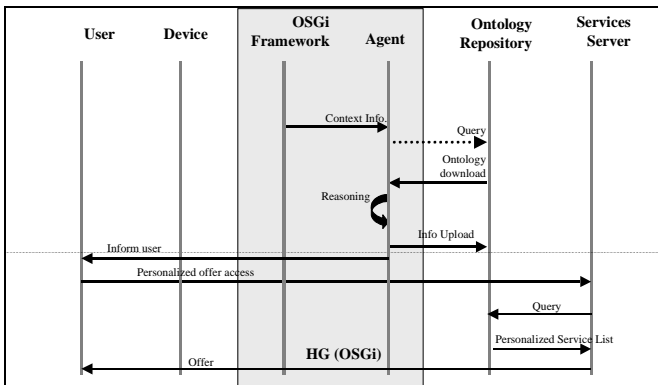 User
Device
OSGi
Framework
Agent
Ontology
Repository
Services
Server
Context Info.
Query
Ontology
download
Reasoning
Info Upload
Inform user
Personalized offer access
Query
Personalized Service List
HG (OSGi)
Offer